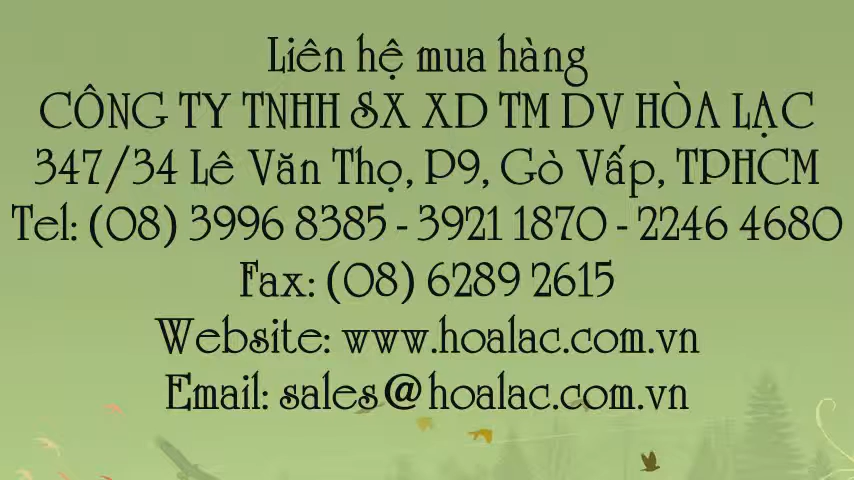 Liên hệ mua hàng
CÔNG TY TNHH SX XD TM DV HÒA LẠC
347/34 Lê Văn Thọ, P9, Gò Vấp, TPHCM
Tel: (08) 3996 8385 - 3921 1870 - 2246 4680
Fax: (08) 6289 2615
Website: www.hoalac.com.vn
Email: sales@hoalac.com.vn